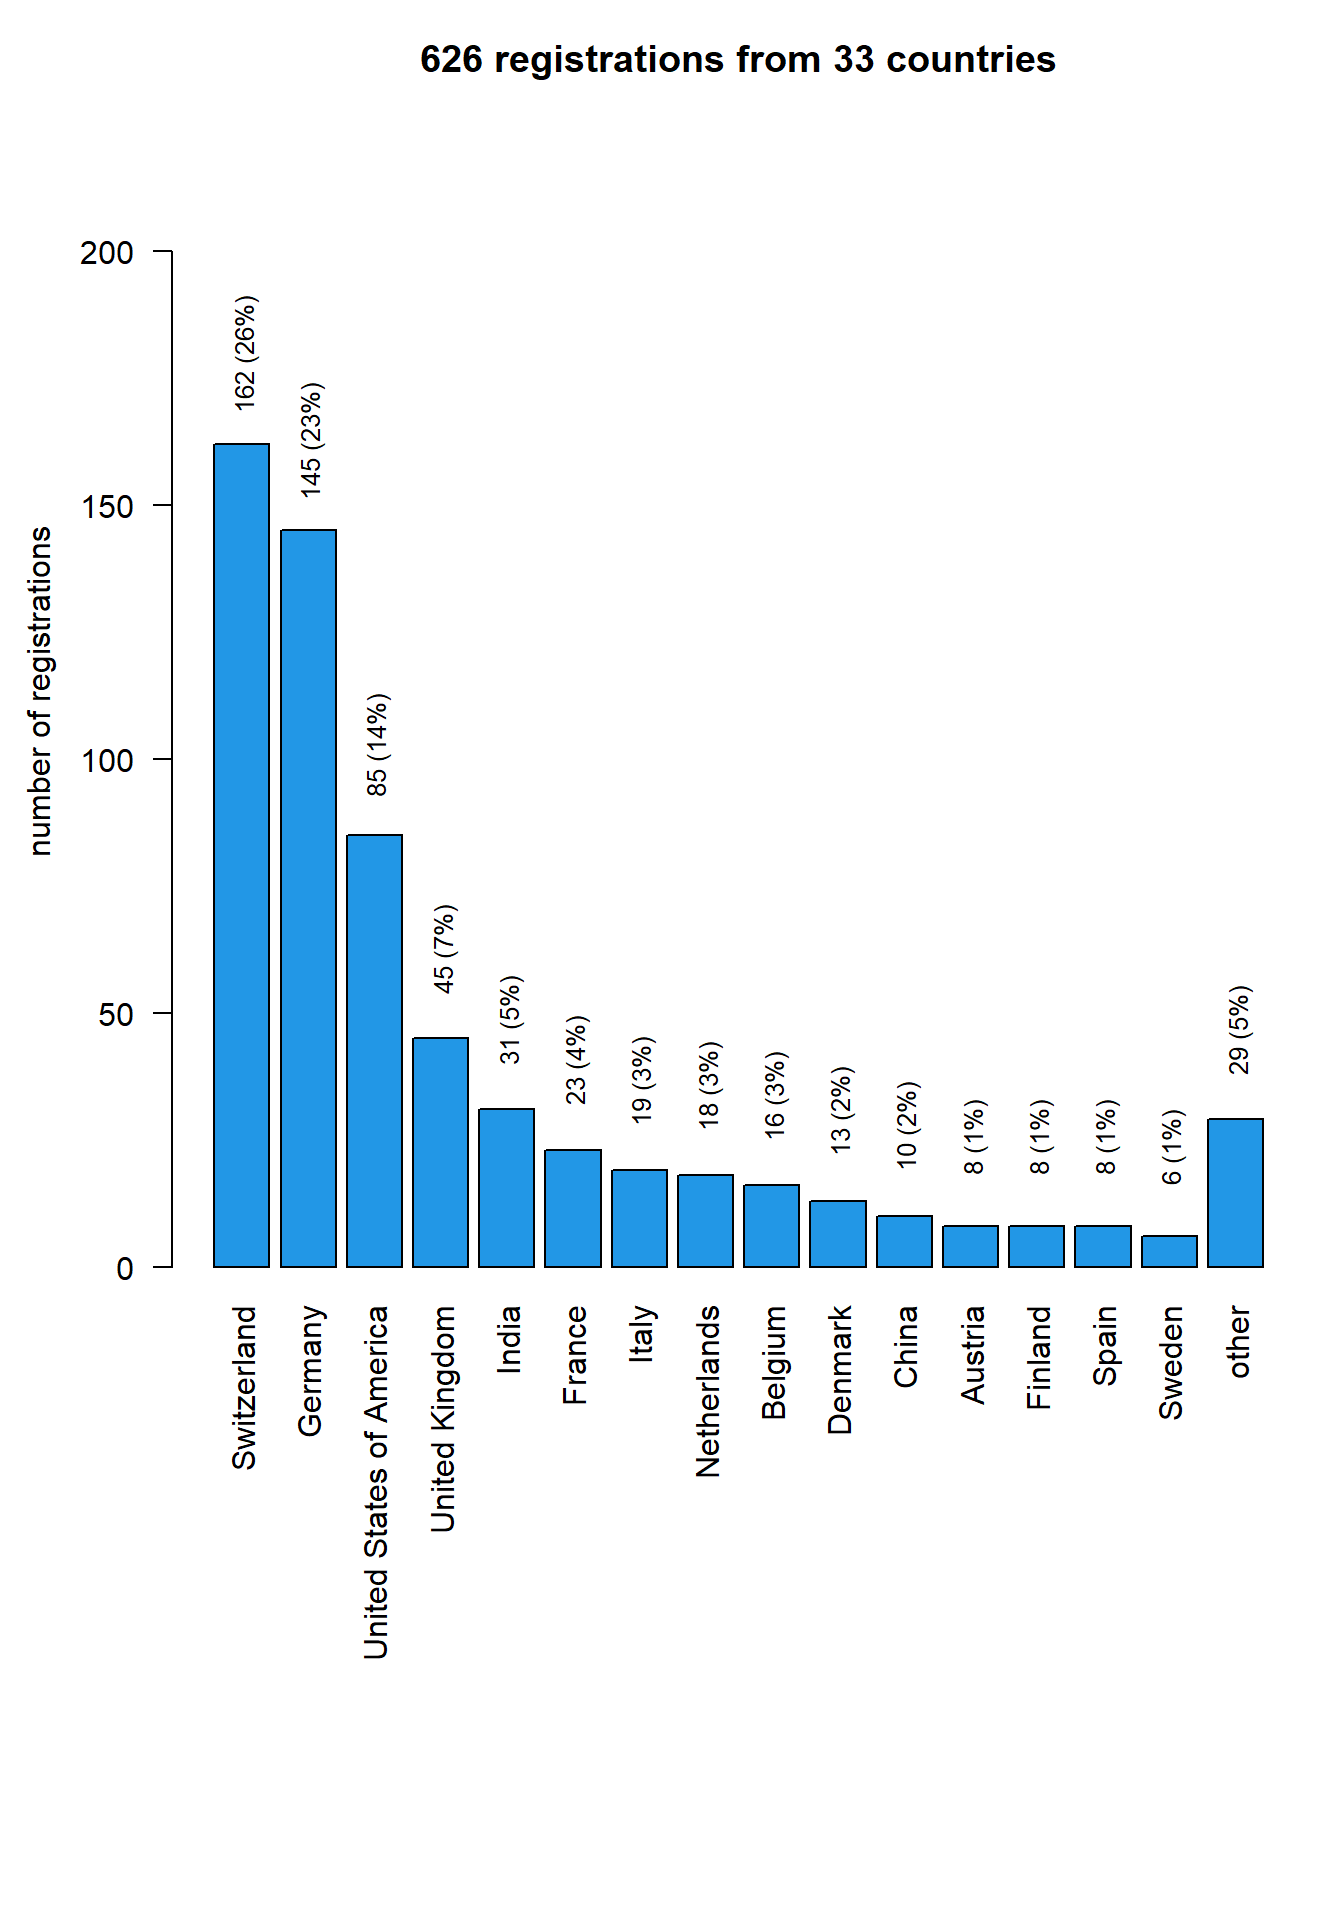 626 registrations from 33 countries
number of registrations
200
150
100
50
0
162 (26%)
145 (23%)
85 (14%)
45 (7%)
31 (5%)
23 (4%)
19 (3%)
18 (3%)
16 (3%)
13 (2%)
10 (2%)
8 (1%)
8 (1%)
8 (1%)
6 (1%)
29 (5%)
Switzerland
Germany
United States of America
United Kingdom
India
France
Italy
Netherlands
Belgium
Denmark
China
Austria
Finland
Spain
Sweden
other